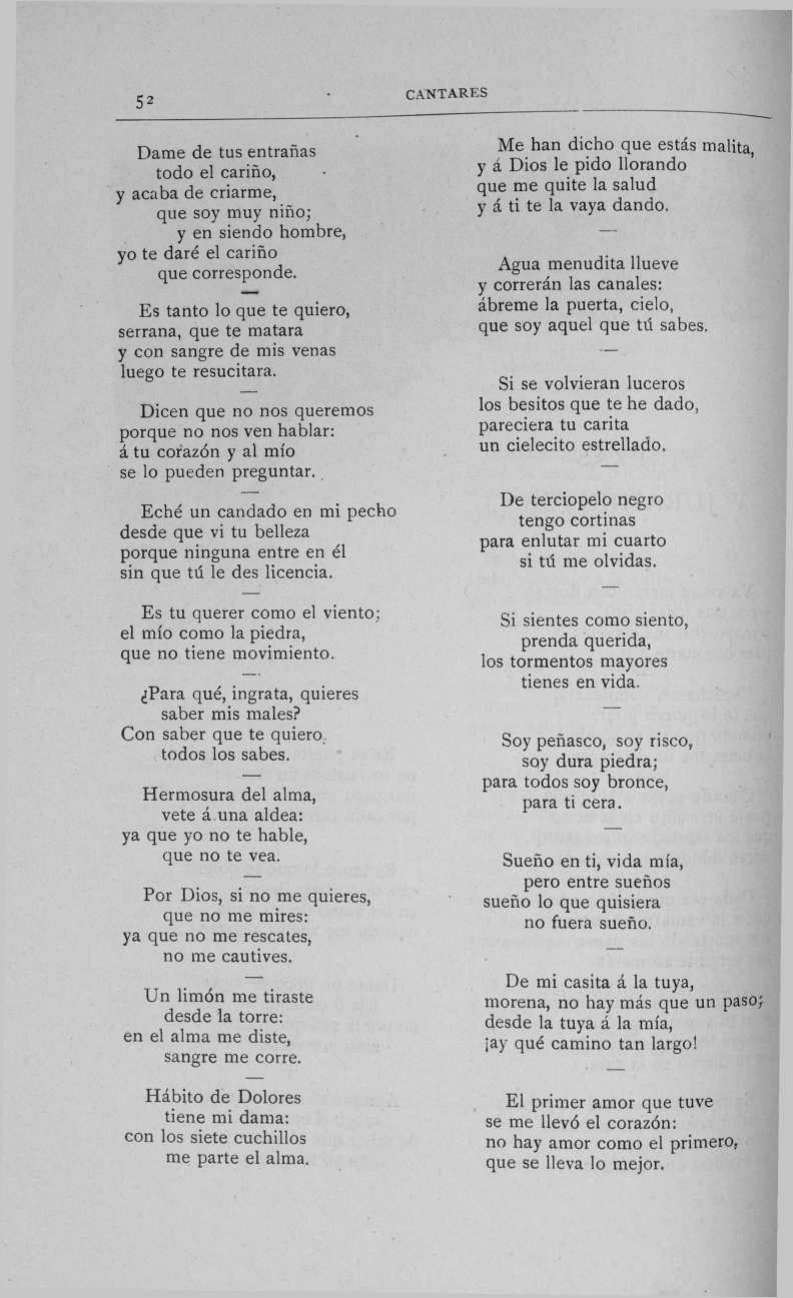 52
CANTARES
Dame de tus entrañas
todo el cariño,
y acaba de criarme,
que soy muy niño;
y en siendo hombre,
yo te daré el cariño
que corresponde.
—
Es tanto lo que te quiero,
serrana, que te matara
y con sangre de mis venas
luego te resucitara.
—
Dicen que no nos queremos
porque no nos ven hablar:
á tu corazón y al mío
se lo pueden preguntar.
—
Eché un candado en mi pecho
desde que vi tu belleza
porque ninguna entre en él
sin que tú le des licencia.
—
Es tu querer como el viento;
el mío como la piedra,
que no tiene movimiento.
—
¿Para qué, ingrata, quieres
saber mis males?
Con saber que te quiero
todos los sabes.
—
Hermosura del alma,
vete á una aldea:
ya que yo no te hable,
que no te vea.
—
Por Dios, si no me quieres,
que no me mires:
ya que no me rescates,
no me cautives.
—
Un limón me tiraste
desde la torre:
en el alma me diste,
sangre me corre.
—
Hábito de Dolores
tiene mi dama:
con los siete cuchillos
me parte el alma.
Me han dicho que estás malita,
y á Dios le pido llorando
que me quite la salud
y á ti te la vaya dando.
—
Agua menudita llueve
y correrán las canales:
ábreme la puerta, cielo,
que soy aquel que tú sabes.
—
Si se volvieran luceros
los besitos que te he dado,
pareciera tu carita
un cielecito estrellado.
—
De terciopelo negro
tengo cortinas
para enlutar mi cuarto
si tú me olvidas.
—
Si sientes como siento,
prenda querida,
los tormentos mayores
tienes en vida.
—
Soy peñasco, soy risco,
soy dura piedra;
para todos soy bronce,
para ti cera.
—
Sueño en ti, vida mía,
pero entre sueños
sueño lo que quisiera
no fuera sueño.
—
De mi casita á la tuya,
morena, no hay más que un paso;
desde la tuya á la mía,
¡ay qué camino tan largo!
—
El primer amor que tuve
se me llevó el corazón:
no hay amor como el primero,
que se lleva lo mejor.